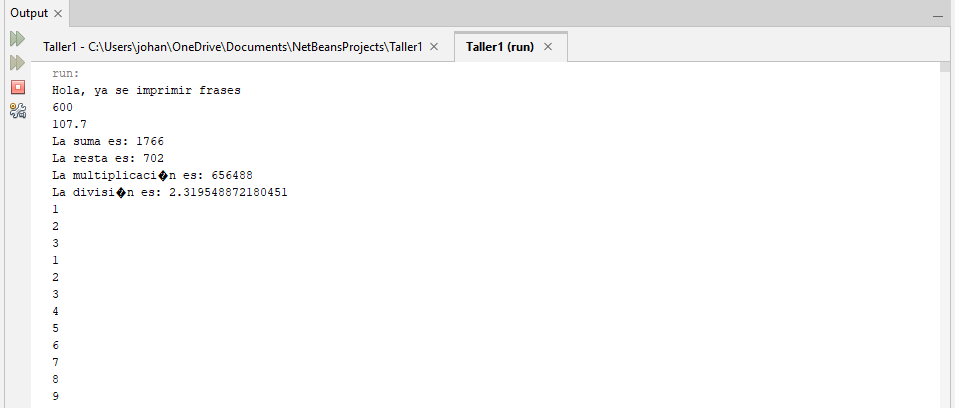 Output
Taller1 - C:\Users\johan\OneDrive\Documents\NetBeansProjects\Taller1
Taller1 (run)
run:
Hola, ya se imprimir frases
600
107.7
La suma es: 1766
La resta es: 702
La multiplicaci�n es: 656488
La divisi�n es: 2.319548872180451
1
2
3
1
2
3
4
5
6
7
8
9